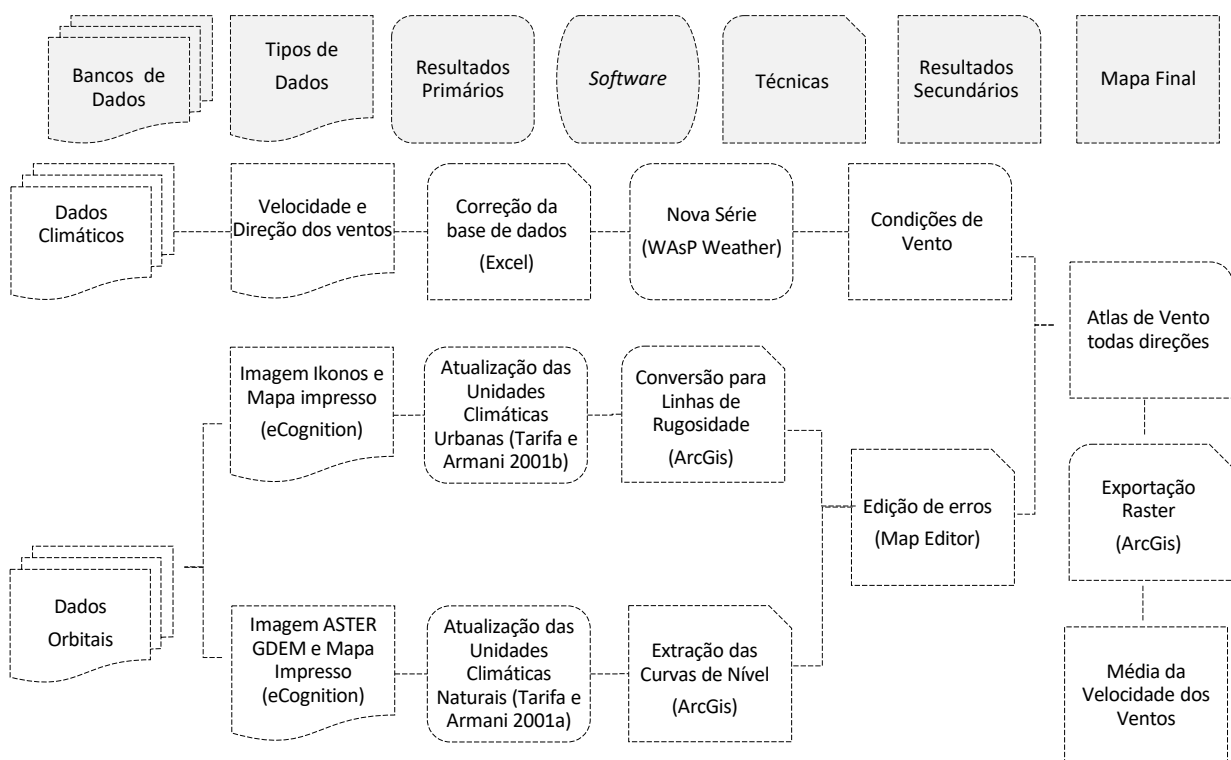 Bancos de
Dados
Tipos de
Dados
Resultados
Primários
Software
Técnicas
Resultados
Secundários
Mapa Final
Dados
Climáticos
Velocidade e
Direção dos ventos
Correção da
base de dados
(Excel)
Nova Série
(WAsP Weather)
Condições de
Vento
Atlas de Vento
todas direções
Imagem Ikonos e
Mapa impresso
(eCognition)
Atualização das
Unidades
Climáticas
Urbanas (Tarifa e
Armani 2001b)
Conversão para
Linhas de
Rugosidade
(ArcGis)
Edição de erros
(Map Editor)
Exportação
Raster
(ArcGis)
Dados
Orbitais
Imagem ASTER
GDEM e Mapa
Impresso
(eCognition)
Atualização das
Unidades
Climáticas
Naturais (Tarifa e
Armani 2001a)
Extração das
Curvas de Nível
(ArcGis)
Média da
Velocidade dos
Ventos